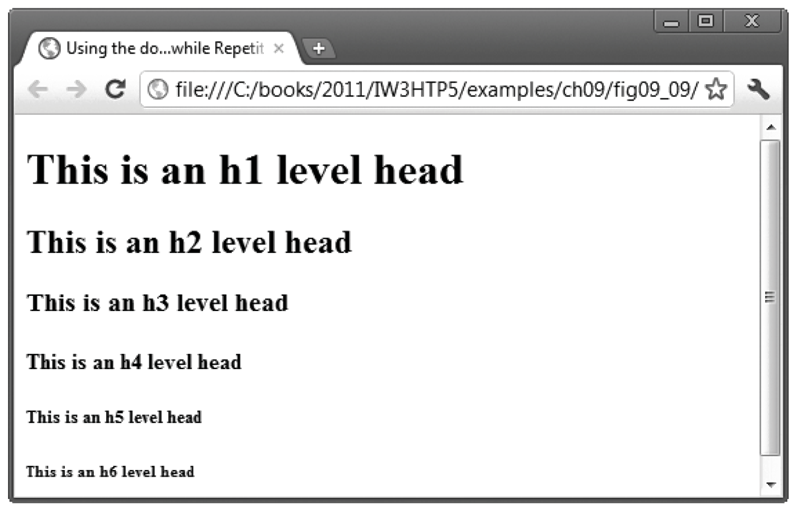 Using the do...while Repetit
file:///C:/books/2011/IW3HTP5/examples/ch09/fig09_09/
This is an h1 level head
This is an h2 level head
This is an h3 level head
This is an h4 level head
This is an h5 level head
This is an h6 level head